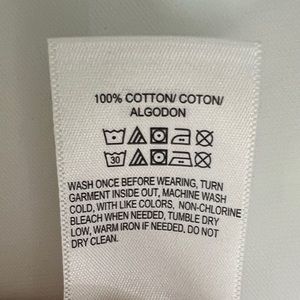 100% COTTON/ COTON/
ALGODON
30
WASH ONCE BEFORE WEARING, TURN
GARMENT INSIDE OUT, MACHINE WASH
COLD, WITH LIKE COLORS, NON-CHLORINE
BLEACH WHEN NEEDED, TUMBLE DRY
LOW, WARM IRON IF NEEDED. DO NOT
DRY CLEAN.